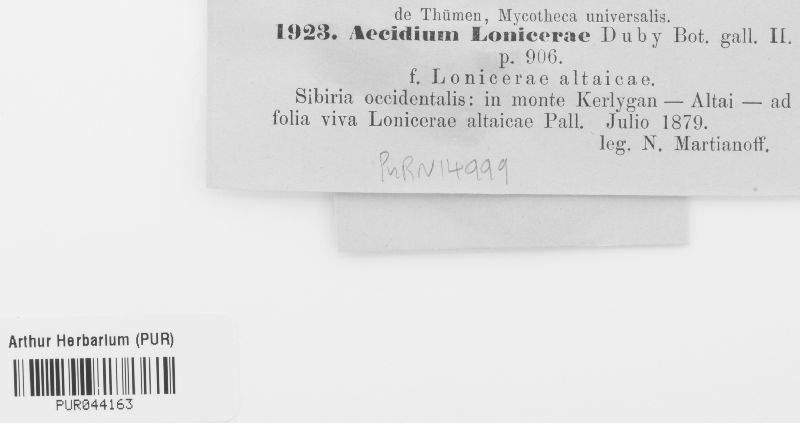 de Thümen, Mycotheca universalis.
1923. Aecidium Lonicerae Duby Bot. gall. II.
p. 906.
f. Lonicerae altaicae.
Sibiria occidentalis: in monte Kerlygan — Altai — ad
folia viva Lonicerae altaicae Pall. Julio 1879.
leg. N. Martianoff.
PURN14999
Arthur Herbarium (PUR)
PUR044163